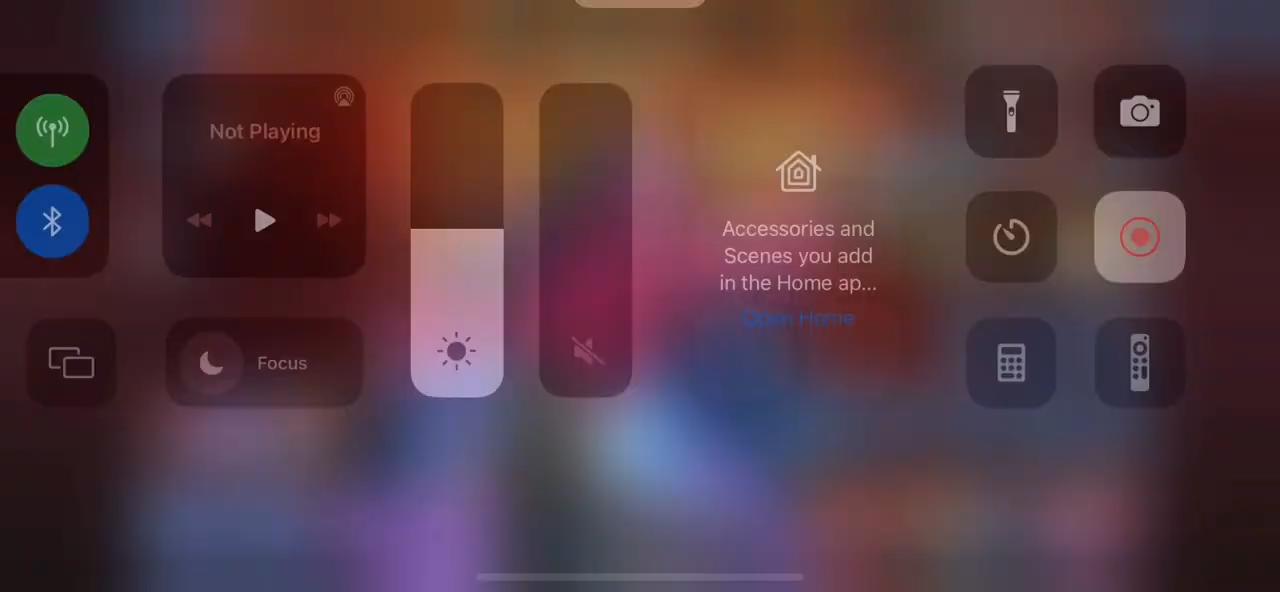 Not Playing
Focus
Accessories and
Scenes you add
in the Home ap...
Open Home